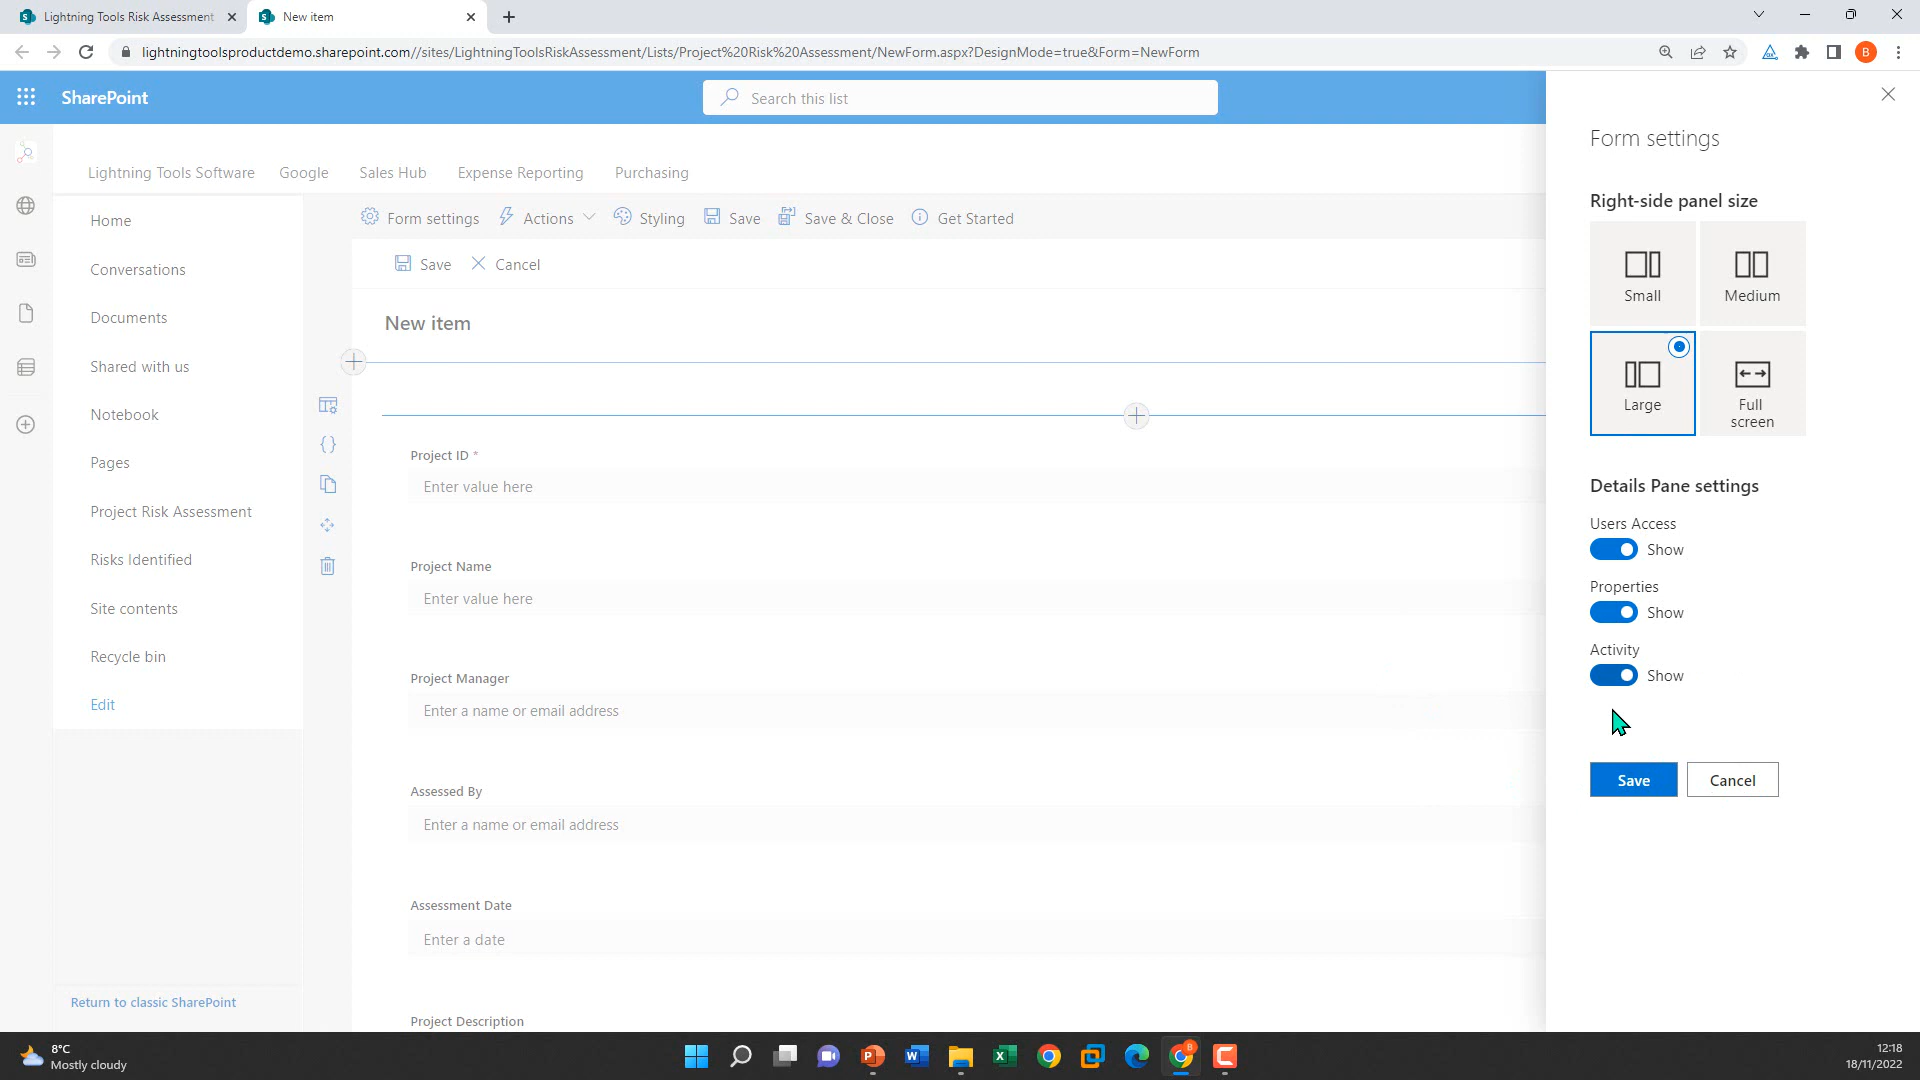 Lightning Tools Risk Assessment
New item
lightningtoolsproductdemo.sharepoint.com//sites/LightningToolsRiskAssessment/Lists/Project%20Risk%20Assessment/NewForm.aspx?DesignMode=true&Form=NewForm
B
SharePoint
Search this list
Lightning Tools Software
Google
Sales Hub
Expense Reporting
Purchasing
Home
Conversations
Documents
Shared with us
Notebook
Pages
Project Risk Assessment
Risks Identified
Site contents
Recycle bin
Edit
Return to classic SharePoint
Form settings
Actions
Styling
Save
Save & Close
Get Started
Save
Cancel
New item
Project ID *
Enter value here
Project Name
Enter value here
Project Manager
Enter a name or email address
Assessed By
Enter a name or email address
Assessment Date
Enter a date
Project Description
Form settings
Right-side panel size
Small
Medium
Large
Full
screen
Details Pane settings
Users Access
Show
Properties
Show
Activity
Show
Save
Cancel
8°C
Mostly cloudy
12:18
18/11/2022